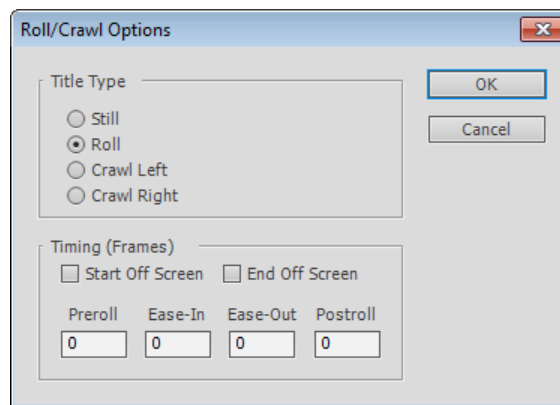 Roll/Crawl Options
Title Type
Still
Roll
Crawl Left
Crawl Right
OK
Cancel
Timing (Frames)
Start Off Screen End Off Screen
Preroll Ease-In Ease-Out Postroll
0 0 0 0